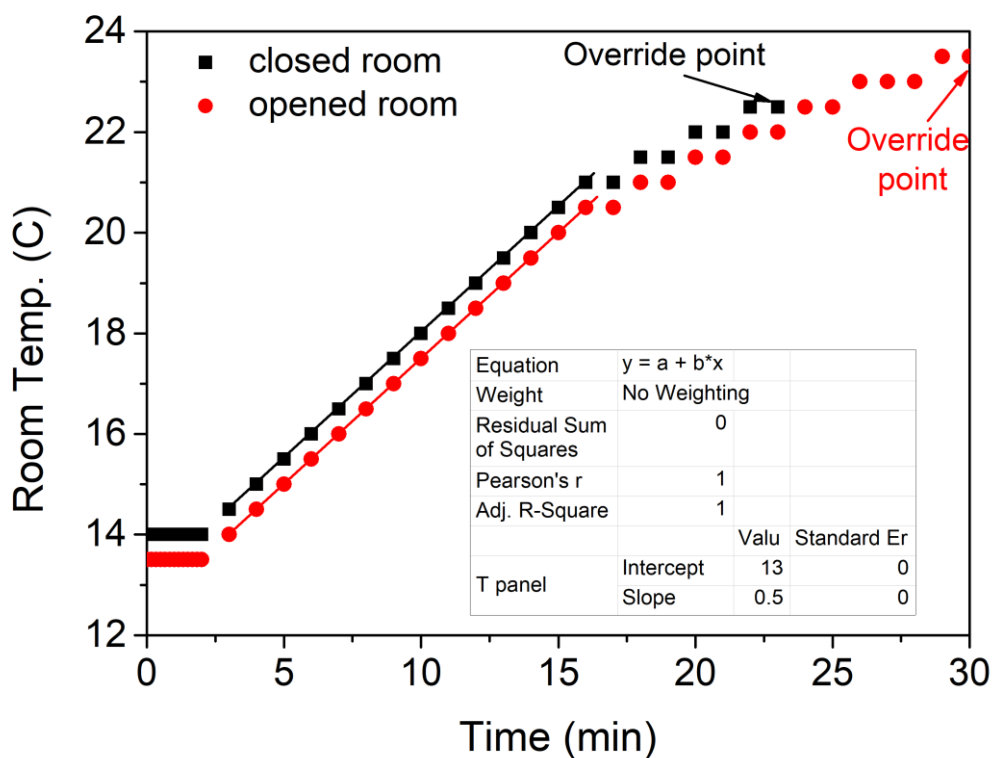 24
22
20
18
16
14
12
Room Temp. (C)
closed room
opened room
Override point
Override
point
Equation y = a + b*x
Weight No Weighting
Residual Sum
of Squares 0
Pearson's r 1
Adj. R-Square 1
Valu Standard Er
T panel Intercept 13 0
Slope 0.5 0
0 5 10 15 20 25 30
Time (min)